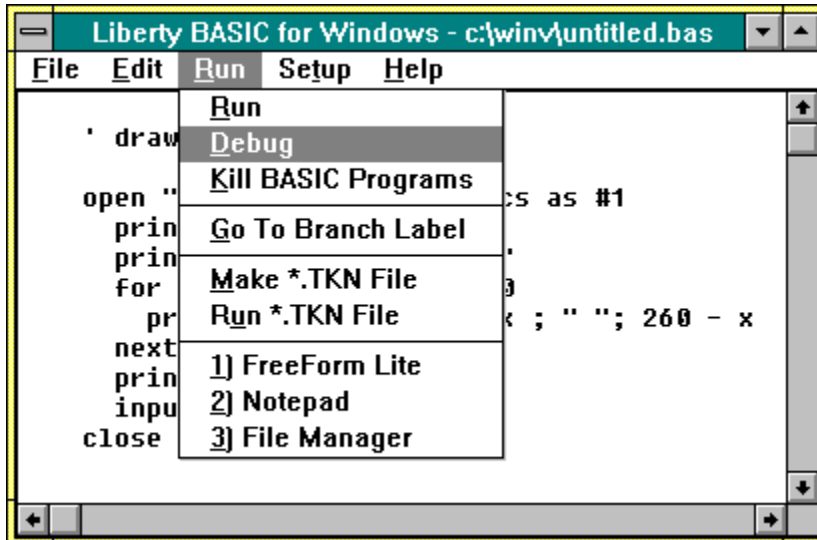 Liberty BASIC for Windows - c:\winv\untitled.bas
File Edit Run Setup Help
Run
Debug
Kill BASIC Programs
Go To Branch Label
Make *.TKN File
Run *.TKN File
1) FreeForm Lite
2) Notepad
3) File Manager
' draw
open " cs as #1
prin
prin "
for 0
pr x ; " "; 260 - x
next
prin
inpu
close